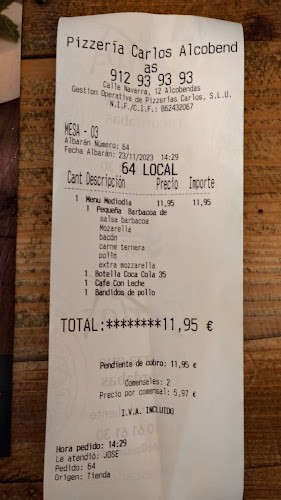 Pizzería Carlos Alcobend
as
912 93 93 93
Calle Navarra, 12 Alcobendas
Gestion Operativa de Pizzerias Carlos, S.L.U.
N.I.F./C.I.F.: B62432067
MESA - 03
Albarán Número: 64
Fecha Albarán: 23/11/2023 14:29
64 LOCAL
Cant Descripción Precio Importe
1 Menu Mediodia 11,95 11,95
1 Pequeña Barbacoa de
salsa barbacoa
Mozarella
bacón
carne ternera
pollo
extra mozzarella
1 Botella Coca Cola 35
1 Cafe Con Leche
1 Bandidos de pollo
TOTAL:********11,95 €
Pendiente de cobro: 11,95 €
Comensales: 2
Precio por comensal: 5,97 €
I.V.A. INCLUIDO
Hora pedido: 14:29
Le atendió: JOSE
Pedido: 64
Origen: Tienda